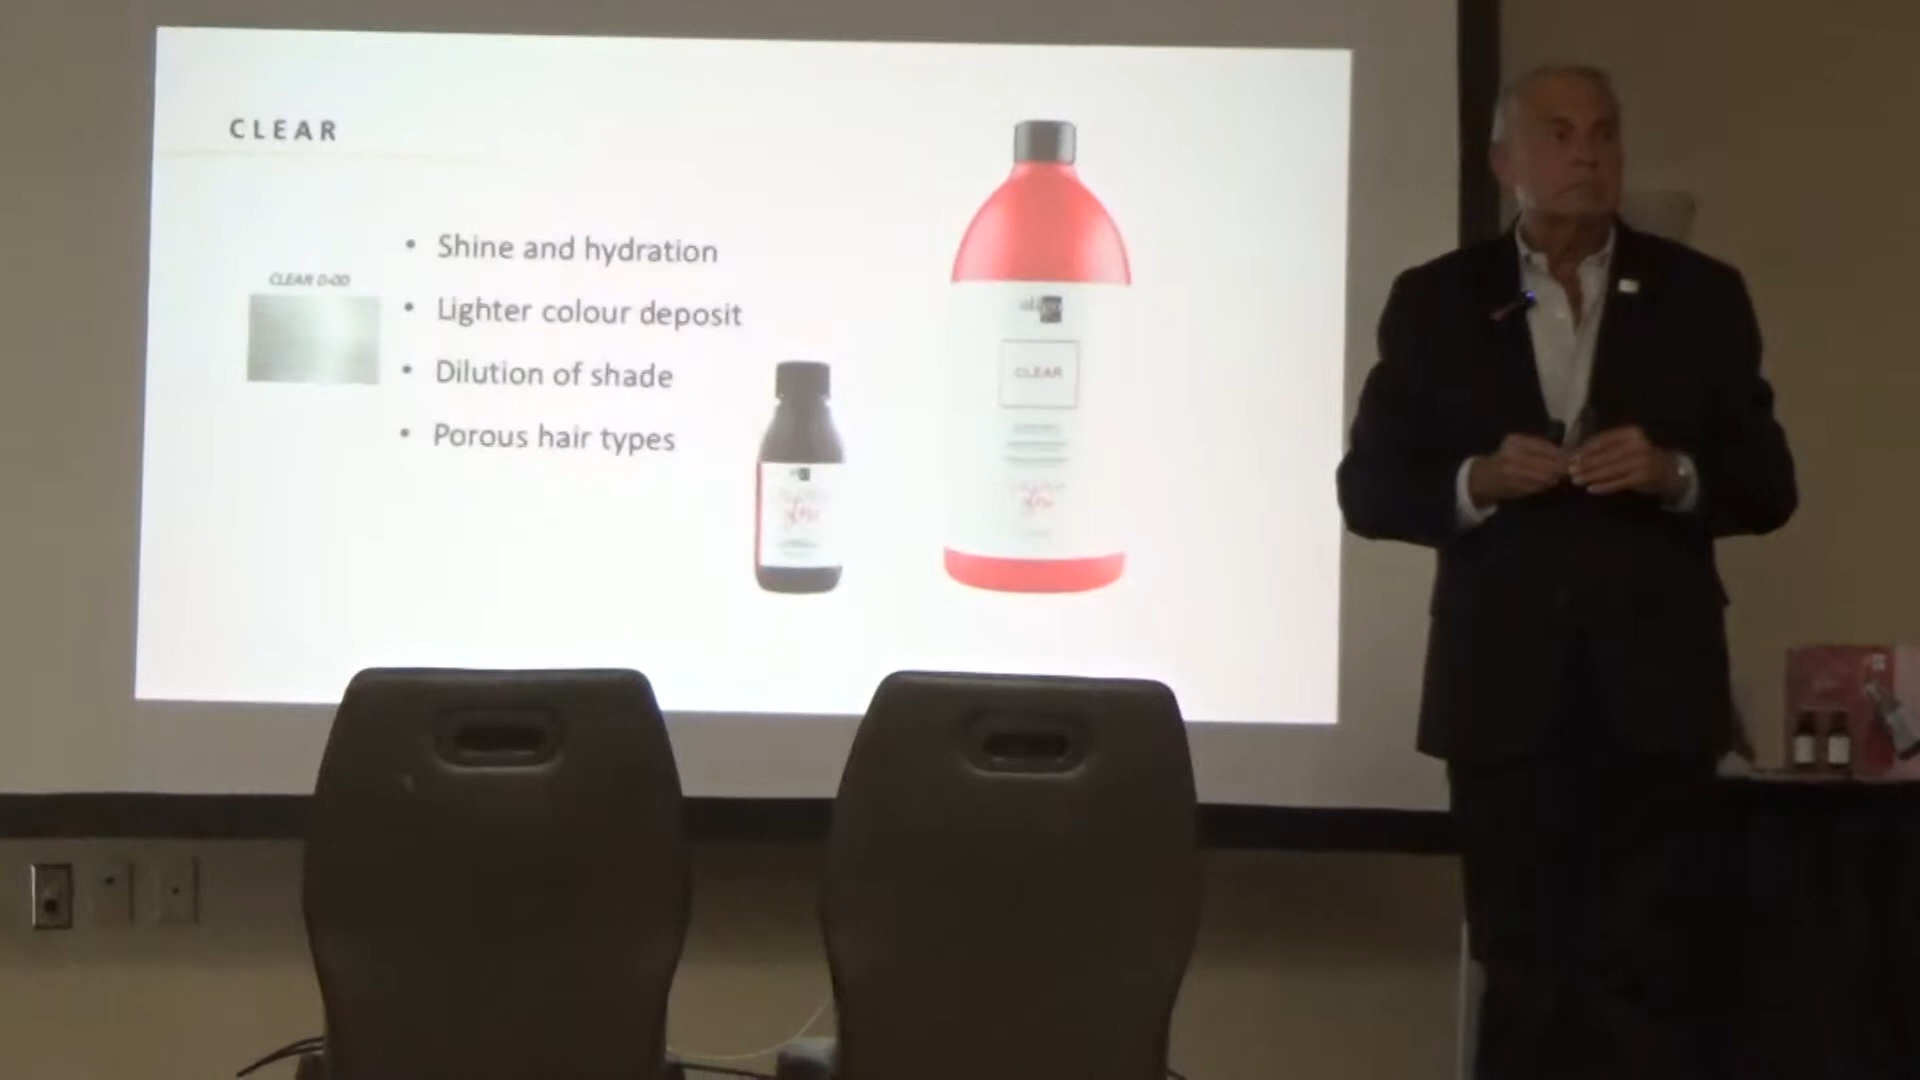 CLEAR
CLEAR 0-00
• Shine and hydration
• Lighter colour deposit
• Dilution of shade
• Porous hair types
CLEAR